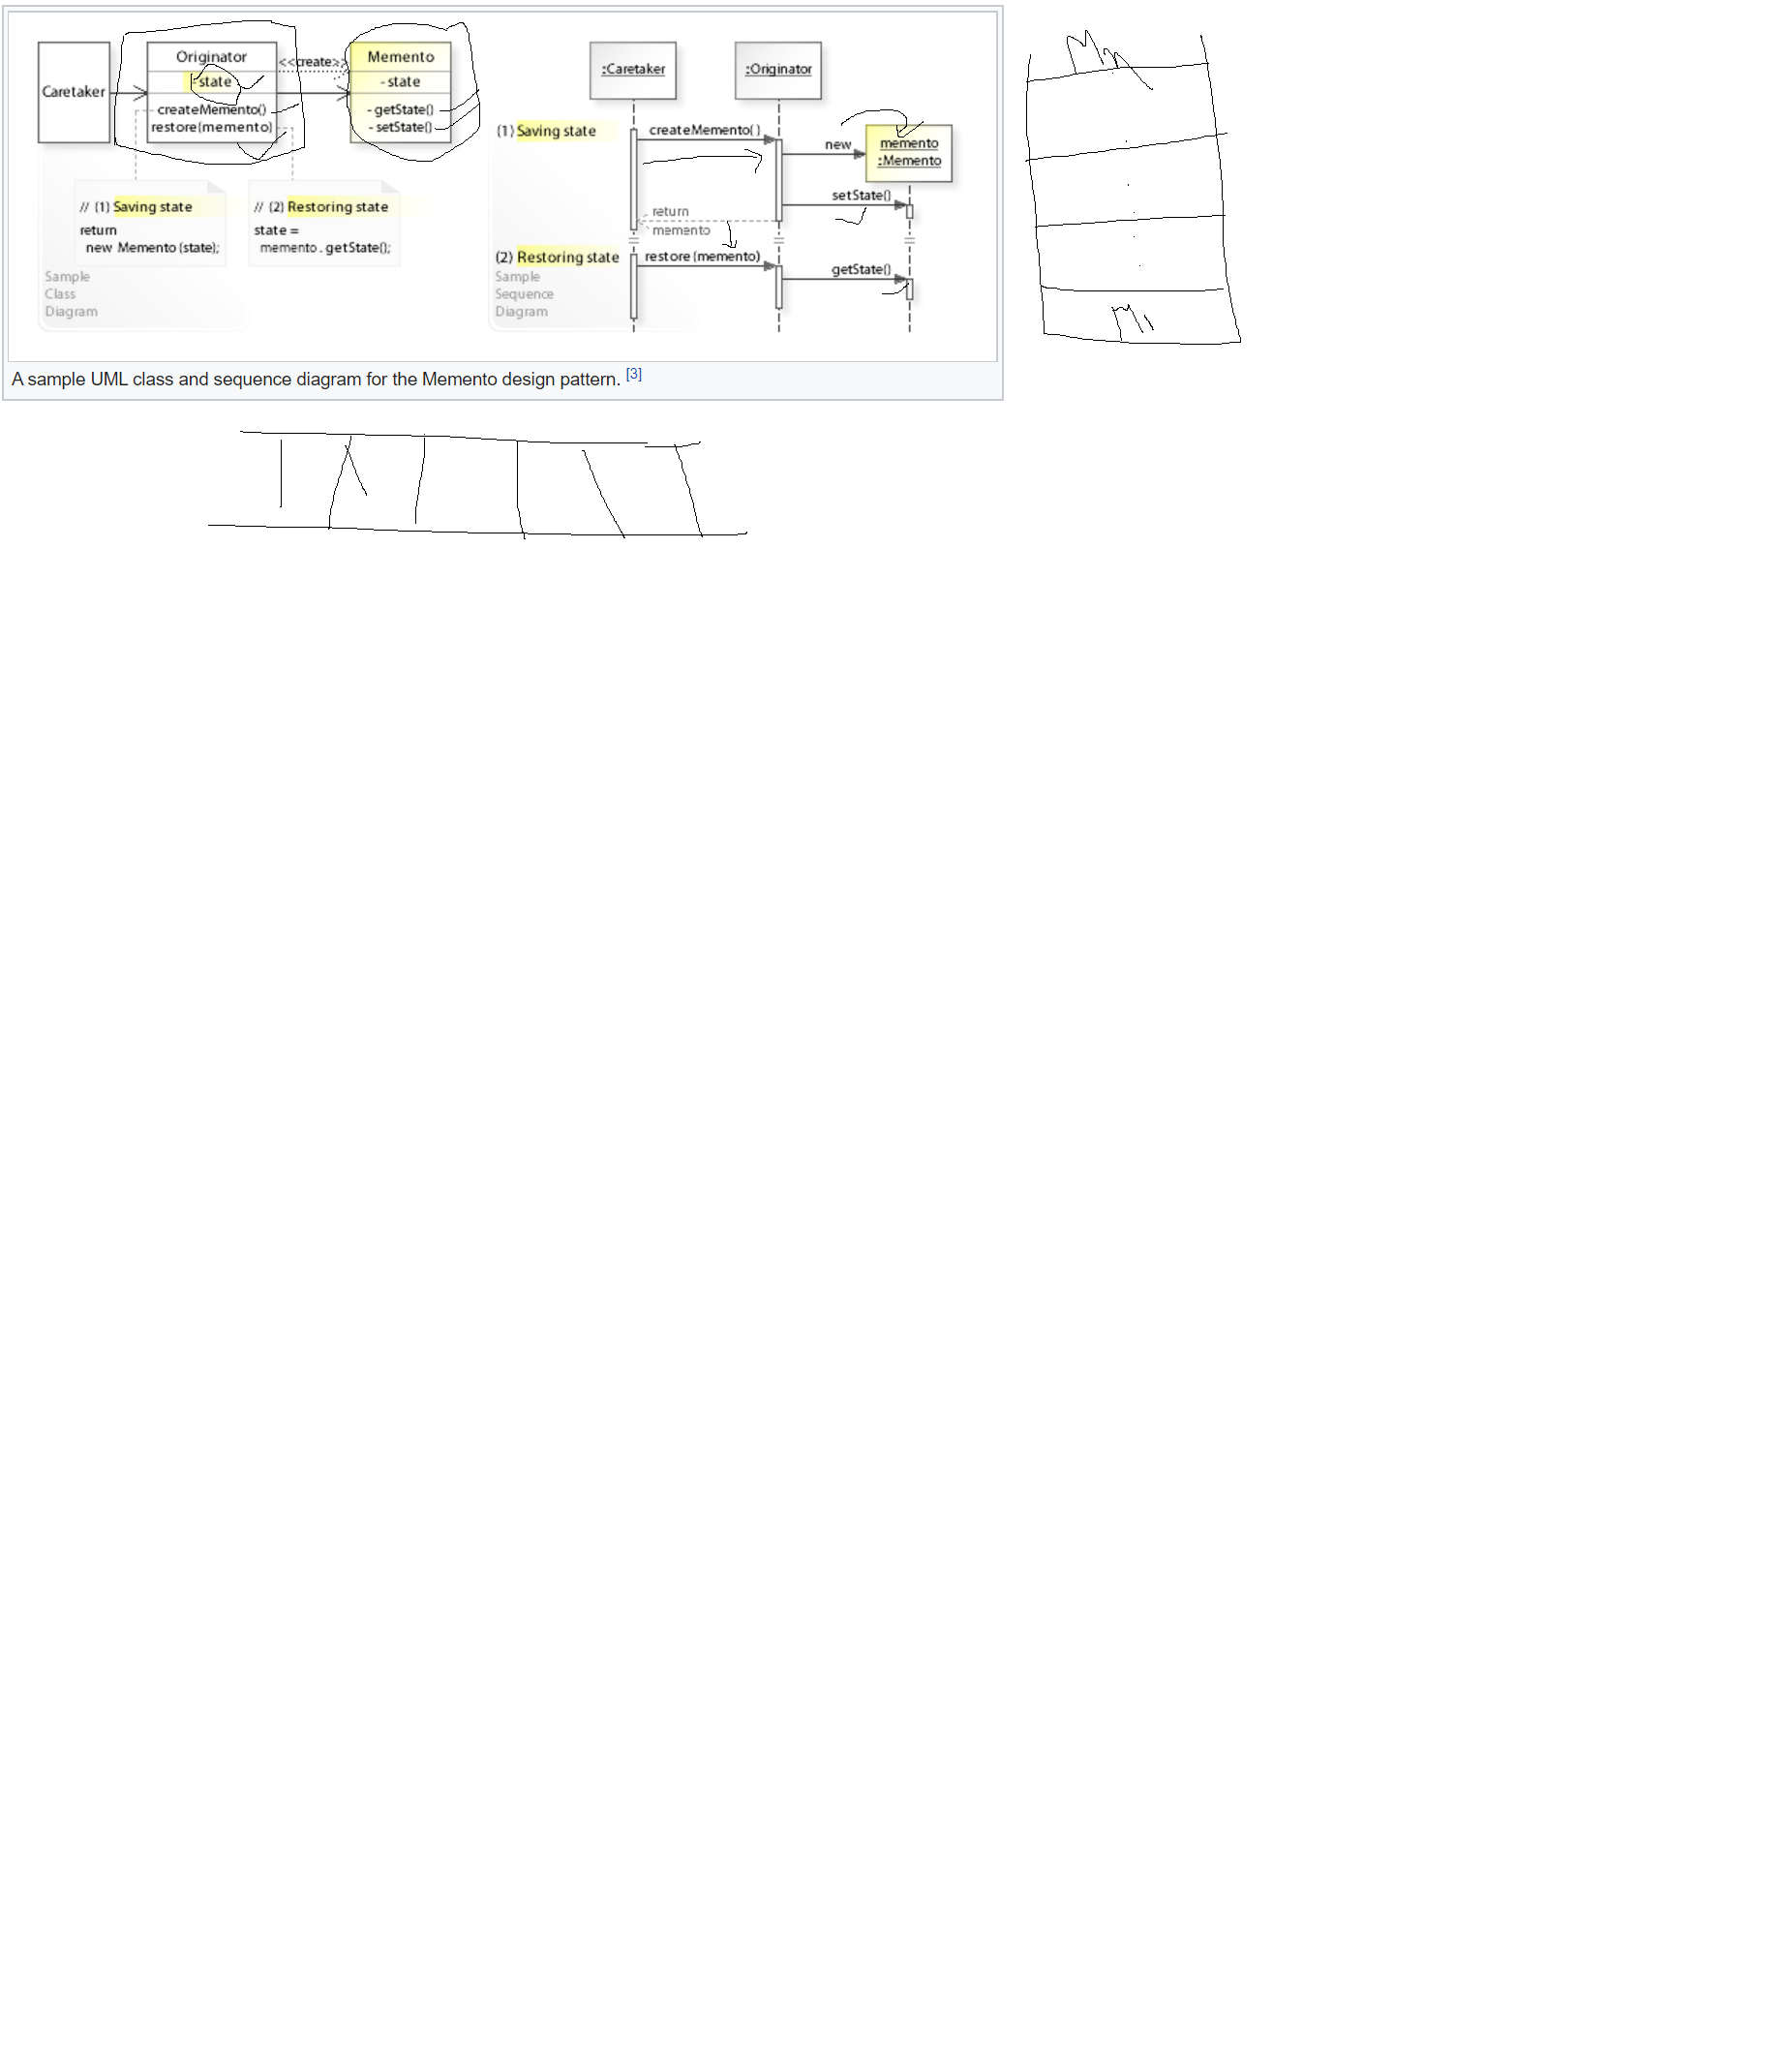 Caretaker
Originator
-state
createMemento()
restore(memento)
<<create>>
Memento
-state
-getState()
-setState()
// (1) Saving state
return
new Memento (state);
// (2) Restoring state
state =
memento . getState();
Sample
Class
Diagram
:Caretaker
:Originator
(1) Saving state
createMemento( )
new
memento
:Memento
setState()
return
memento
(2) Restoring state
restore (memento)
getState()
Sample
Sequence
Diagram
A sample UML class and sequence diagram for the Memento design pattern. [3]
M1